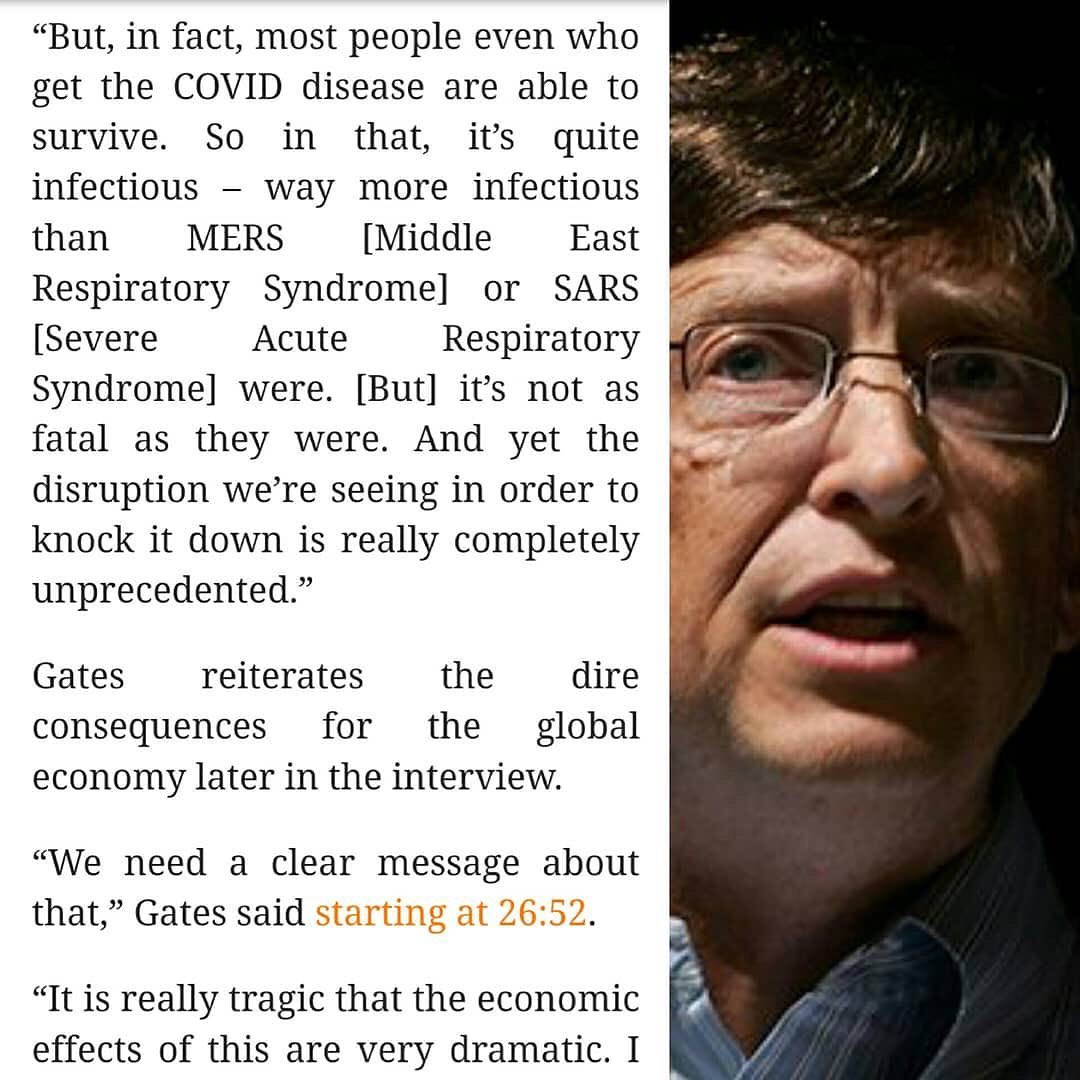 “But, in fact, most people even who
get the COVID disease are able to
survive. So in that, it’s quite
infectious – way more infectious
than MERS [Middle East
Respiratory Syndrome] or SARS
[Severe Acute Respiratory
Syndrome] were. [But] it’s not as
fatal as they were. And yet the
disruption we’re seeing in order to
knock it down is really completely
unprecedented.”
Gates reiterates the dire
consequences for the global
economy later in the interview.
“We need a clear message about
that,” Gates said starting at 26:52.
“It is really tragic that the economic
effects of this are very dramatic. I